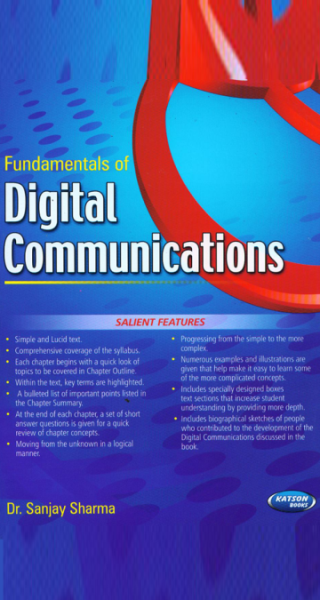 Fundamentals of
Digital
Communications
SALIENT FEATURES
• Simple and Lucid text.
• Comprehensive coverage of the syllabus.
• Each chapter begins with a quick look of
topics to be covered in Chapter Outline.
• Within the text, key terms are highlighted.
• A bulleted list of important points listed in
the Chapter Summary.
• At the end of each chapter, a set of short
answer questions is given for a quick
review of chapter concepts.
• Moving from the unknown in a logical
manner.
• Progressing from the simple to the more
complex.
• Numerous examples and illustrations are
given that help make it easy to learn some
of the more complicated concepts.
• Includes specially designed boxes
text sections that increase student
understanding by providing more depth.
• Includes biographical sketches of people
who contributed to the development of the
Digital Communications discussed in the
book.
Dr. Sanjay Sharma
KATSON
BOOKS